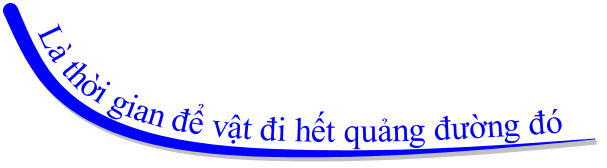 Là thời gian để vật đi hết quảng đường đó